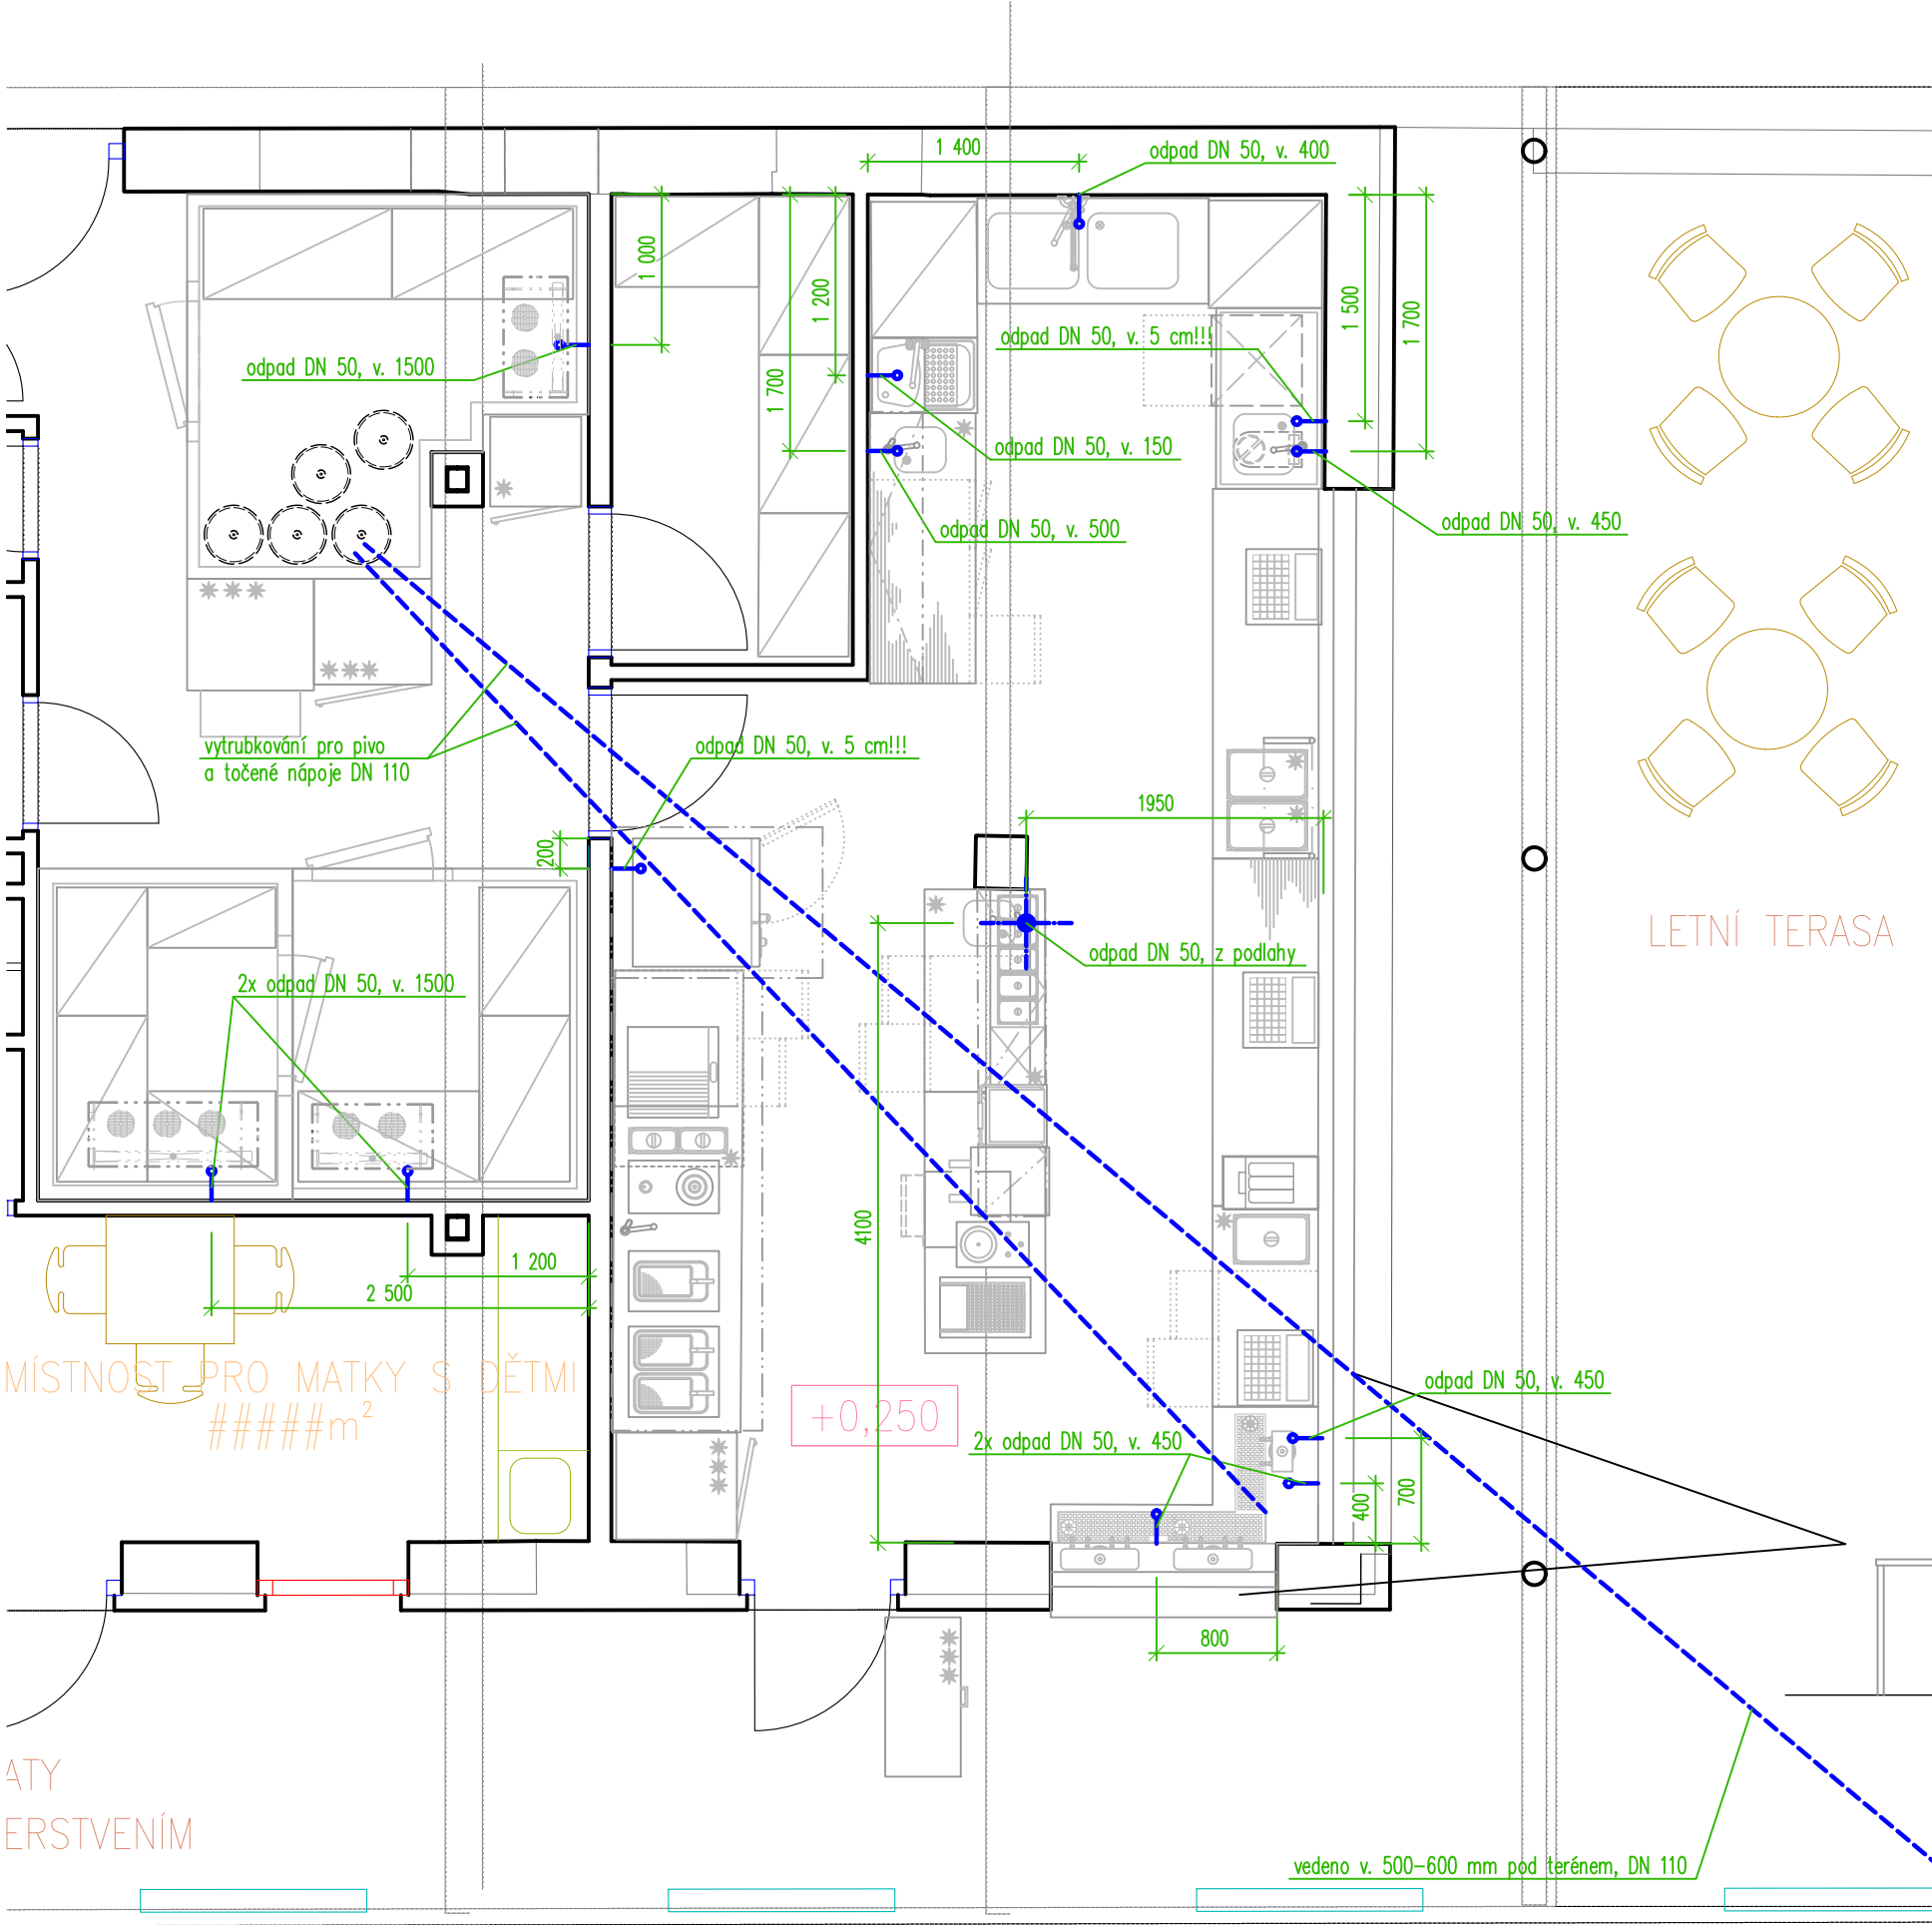 1 400
odpad DN 50, v. 400
1 000
1 200
1 500
1 700
odpad DN 50, v. 5 cm!!!
odpad DN 50, v. 1500
1 700
odpad DN 50, v. 150
odpad DN 50, v. 500
odpad DN 50, v. 450
vytrubkování pro pivo
a točené nápoje DN 110
odpad DN 50, v. 5 cm!!!
1950
200
LETNÍ TERASA
odpad DN 50, z podlahy
2x odpad DN 50, v. 1500
4100
1 200
2 500
MÍSTNOST PRO MATKY S DĚTMI
#####m²
+0,250
odpad DN 50, v. 450
2x odpad DN 50, v. 450
400
700
800
ATY
ERSTVENÍM
vedeno v. 500-600 mm pod terénem, DN 110